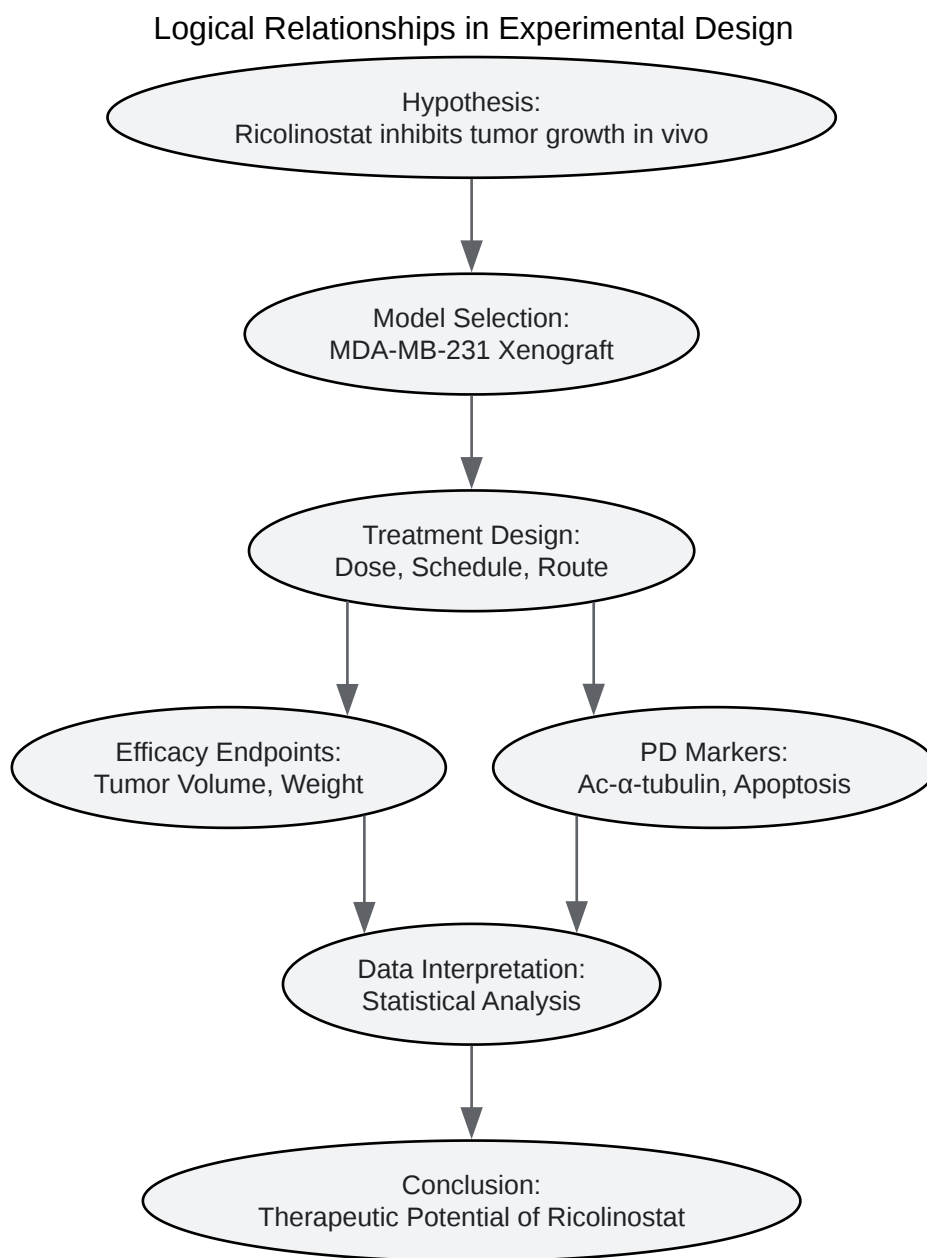 Logical Relationships in Experimental Design
Hypothesis:
Ricolinostat inhibits tumor growth in vivo
Model Selection:
MDA-MB-231 Xenograft
Treatment Design:
Dose, Schedule, Route
Efficacy Endpoints:
Tumor Volume, Weight
PD Markers:
Ac-α-tubulin, Apoptosis
Data Interpretation:
Statistical Analysis
Conclusion:
Therapeutic Potential of Ricolinostat